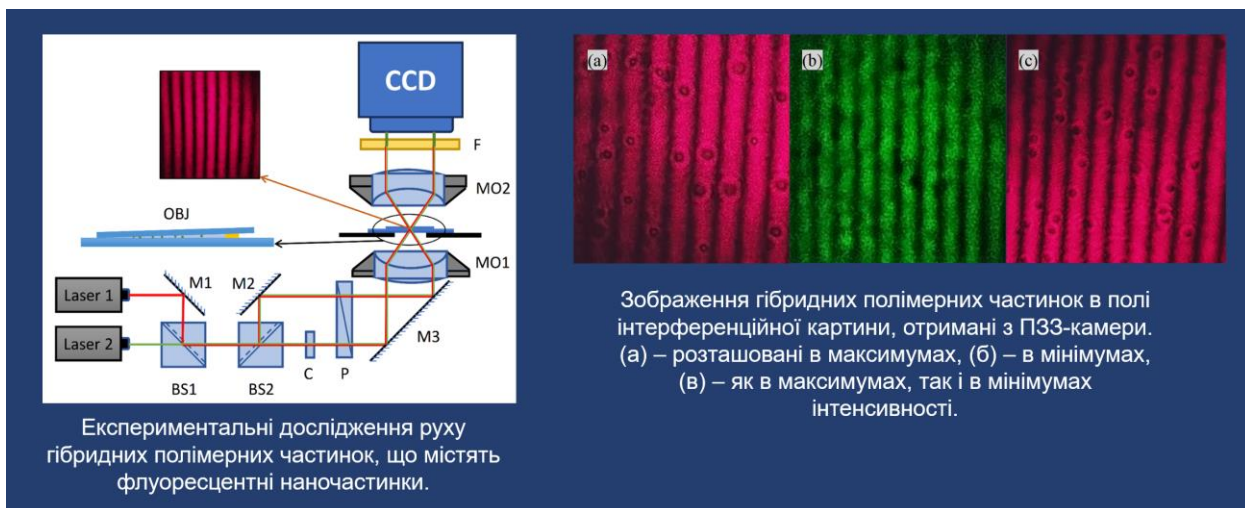 CCD
F
MO2
OBJ
MO1
M1
M2
Laser 1
Laser 2
M3
BS1
BS2
C
P
Експериментальні дослідження руху
гібридних полімерних частинок, що містять
флуоресцентні наночастинки.
(a)
(b)
(c)
Зображення гібридних полімерних частинок в полі
інтерференційної картини, отримані з ПЗЗ-камери.
(а) – розташовані в максимумах, (б) – в мінімумах,
(в) – як в максимумах, так і в мінімумах
інтенсивності.